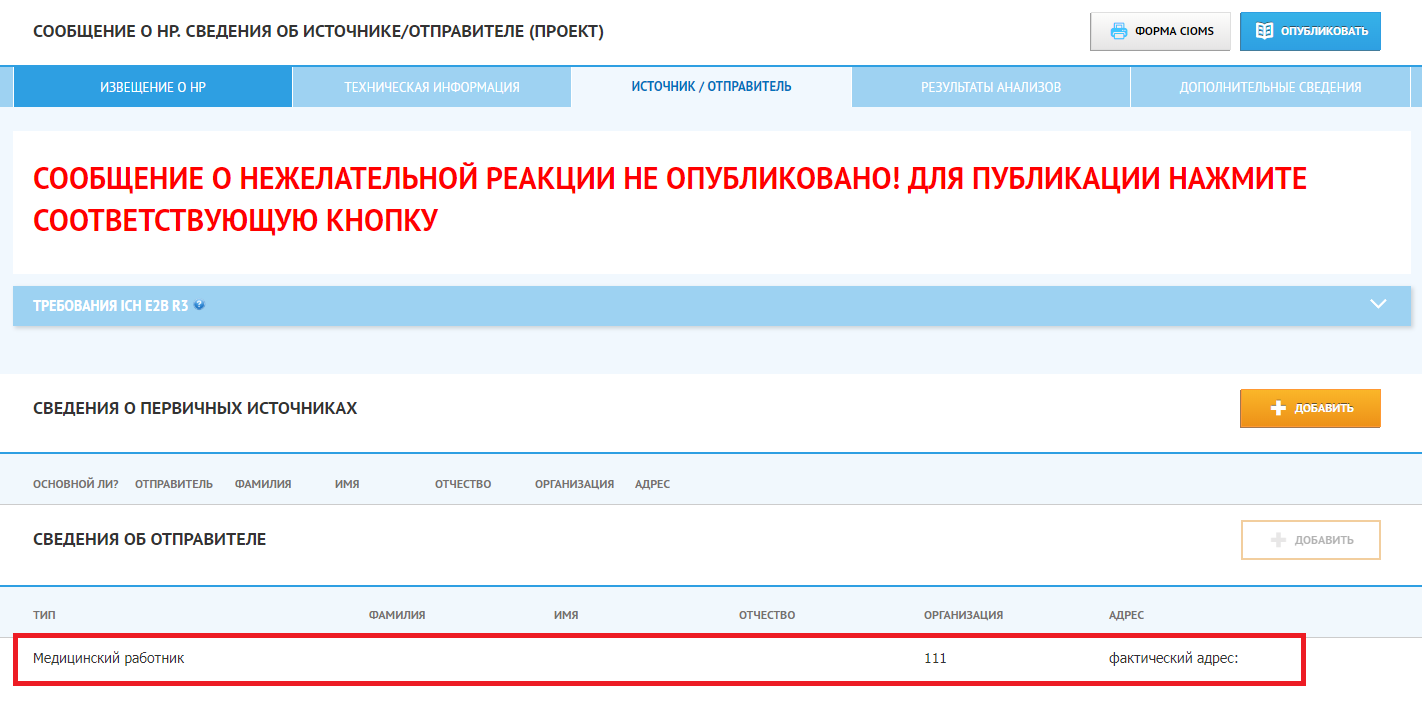 СООБЩЕНИЕ О НР. СВЕДЕНИЯ ОБ ИСТОЧНИКЕ/ОТПРАВИТЕЛЕ (ПРОЕКТ)
ФОРМА CIOMS
ОПУБЛИКОВАТЬ
ИЗВЕЩЕНИЕ О НР
ТЕХНИЧЕСКАЯ ИНФОРМАЦИЯ
ИСТОЧНИК / ОТПРАВИТЕЛЬ
РЕЗУЛЬТАТЫ АНАЛИЗОВ
ДОПОЛНИТЕЛЬНЫЕ СВЕДЕНИЯ
СООБЩЕНИЕ О НЕЖЕЛАТЕЛЬНОЙ РЕАКЦИИ НЕ ОПУБЛИКОВАНО! ДЛЯ ПУБЛИКАЦИИ НАЖМИТЕ
СООТВЕТСТВУЮЩУЮ КНОПКУ
ТРЕБОВАНИЯ ICH E2B R3 ?
СВЕДЕНИЯ О ПЕРВИЧНЫХ ИСТОЧНИКАХ
ДОБАВИТЬ
ОСНОВНОЙ ЛИ? ОТПРАВИТЕЛЬ ФАМИЛИЯ ИМЯ ОТЧЕСТВО ОРГАНИЗАЦИЯ АДРЕС
СВЕДЕНИЯ ОБ ОТПРАВИТЕЛЕ
ДОБАВИТЬ
ТИП ФАМИЛИЯ ИМЯ ОТЧЕСТВО ОРГАНИЗАЦИЯ АДРЕС
Медицинский работник 111 фактический адрес: